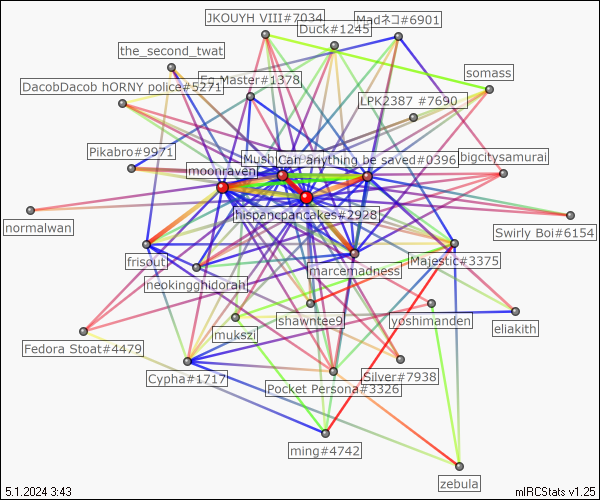 JKOUYH VIII#7034
Duck#1245
Madネコ#6901
the_second_twat
somass
Master#1378
DacobDacob hORNY police#5271
LPK2387 #7690
Pikabro#9971
Mush
Can anything be saved#0396
bigcitysamurai
moonraven
hispancpancakes#2928
normalwan
Swirly Boi#6154
frisout
marcemadness
Majestic#3375
neokingghidorah
mukszi
shawntee9
yoshimanden
eliakith
Fedora Stoat#4479
Cypha#1717
Silver#7938
Pocket Persona#3326
ming#4742
zebula
5.1.2024 3:43
mIRCStats v1.25